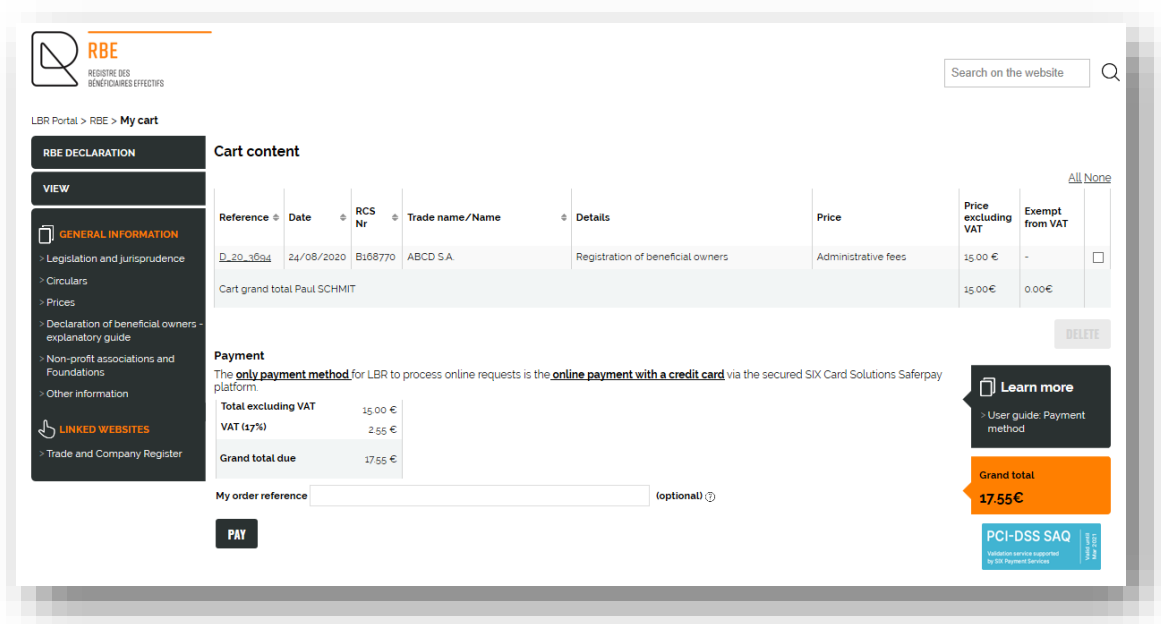 RBE
REGISTRE DES
BÉNÉFICIAIRES EFFECTIFS
Search on the website
LBR Portal > RBE > My cart
RBE DECLARATION
VIEW
GENERAL INFORMATION
> Legislation and jurisprudence
> Circulars
> Prices
> Declaration of beneficial owners -
explanatory guide
> Non-profit associations and
Foundations
> Other information
LINKED WEBSITES
> Trade and Company Register
Cart content
All None
Reference Date RCS Nr Trade name/Name Details Price Price excluding VAT Exempt from VAT
D_20_3694 24/08/2020 B168770 ABCD S.A. Registration of beneficial owners Administrative fees 15.00 € -
Cart grand total Paul SCHMIT 15.00€ 0.00€
DELETE
Payment
The only payment method for LBR to process online requests is the online payment with a credit card via the secured SIX Card Solutions Saferpay
platform.
Total excluding VAT 15.00 €
VAT (17%) 2.55 €
Grand total due 17.55 €
My order reference (optional) ?
PAY
Learn more
> User guide: Payment
method
Grand total
17.55€
PCI-DSS SAQ
Validation service supported
by SIX Payment Services
Valid until
Mar 2021